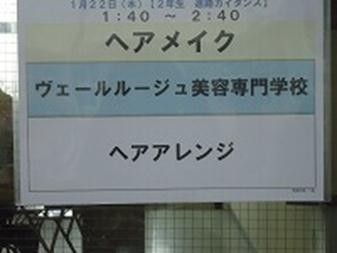 1月22日(水)【2年生 進路ガイダンス】
1:40 ～ 2:40
ヘアメイク
ヴェールルージュ美容専門学校
ヘアアレンジ